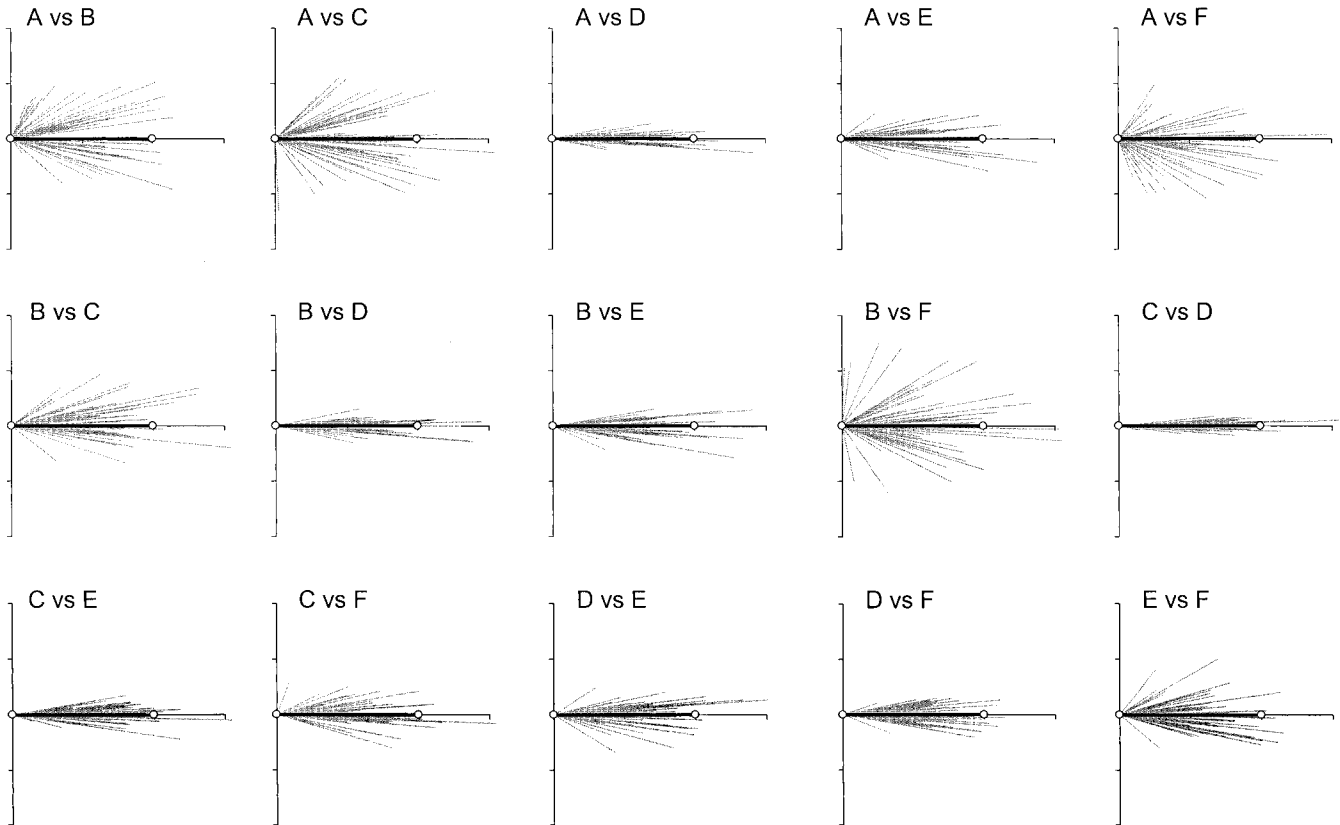 A vs B
A vs C
A vs D
A vs E
A vs F
B vs C
B vs D
B vs E
B vs F
C vs D
C vs E
C vs F
D vs E
D vs F
E vs F